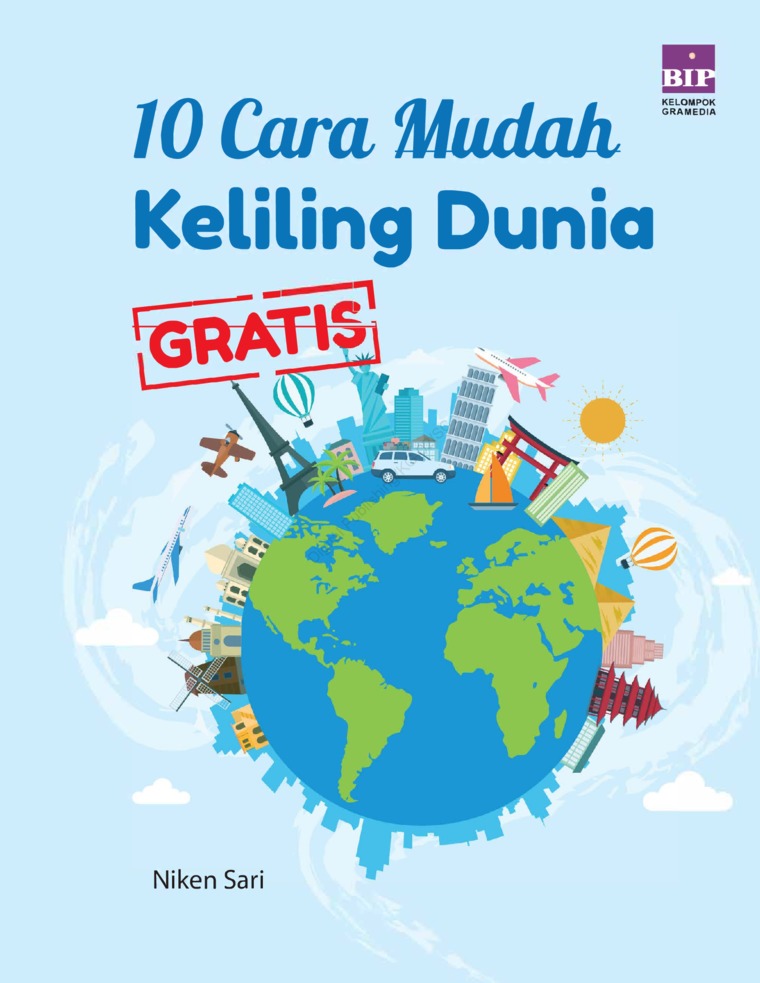 BIP
KELOMPOK
GRAMEDIA
10 Cara Mudah
Keliling Dunia
GRATIS
Niken Sari